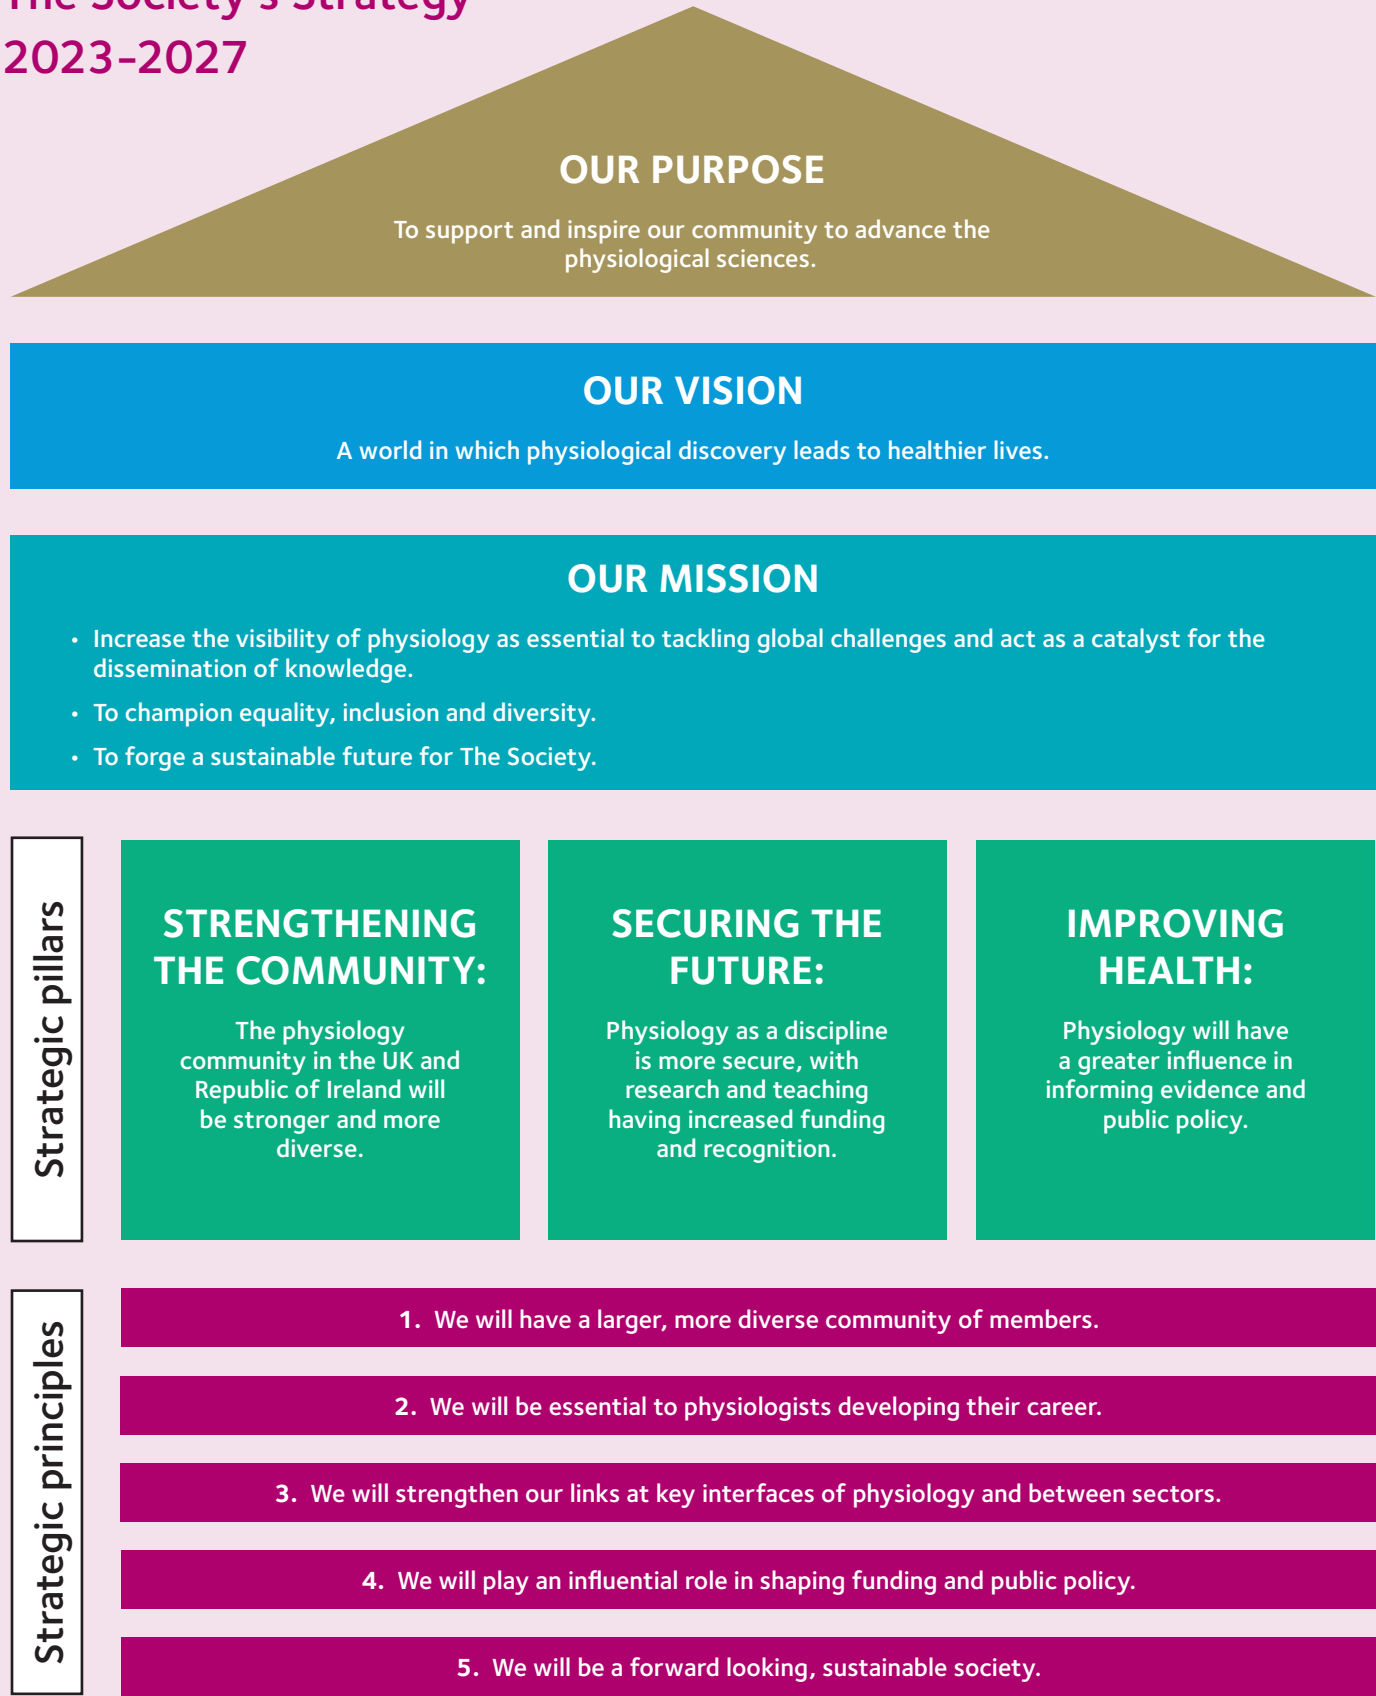 The Society's Strategy
2023–2027
OUR PURPOSE
To support and inspire our community to advance the
physiological sciences.
OUR VISION
A world in which physiological discovery leads to healthier lives.
OUR MISSION
• Increase the visibility of physiology as essential to tackling global challenges and act as a catalyst for the
dissemination of knowledge.
• To champion equality, inclusion and diversity.
• To forge a sustainable future for The Society.
Strategic pillars
STRENGTHENING
THE COMMUNITY:
The physiology
community in the UK and
Republic of Ireland will
be stronger and more
diverse.
SECURING THE
FUTURE:
Physiology as a discipline
is more secure, with
research and teaching
having increased funding
and recognition.
IMPROVING
HEALTH:
Physiology will have
a greater influence in
informing evidence and
public policy.
Strategic principles
1. We will have a larger, more diverse community of members.
2. We will be essential to physiologists developing their career.
3. We will strengthen our links at key interfaces of physiology and between sectors.
4. We will play an influential role in shaping funding and public policy.
5. We will be a forward looking, sustainable society.